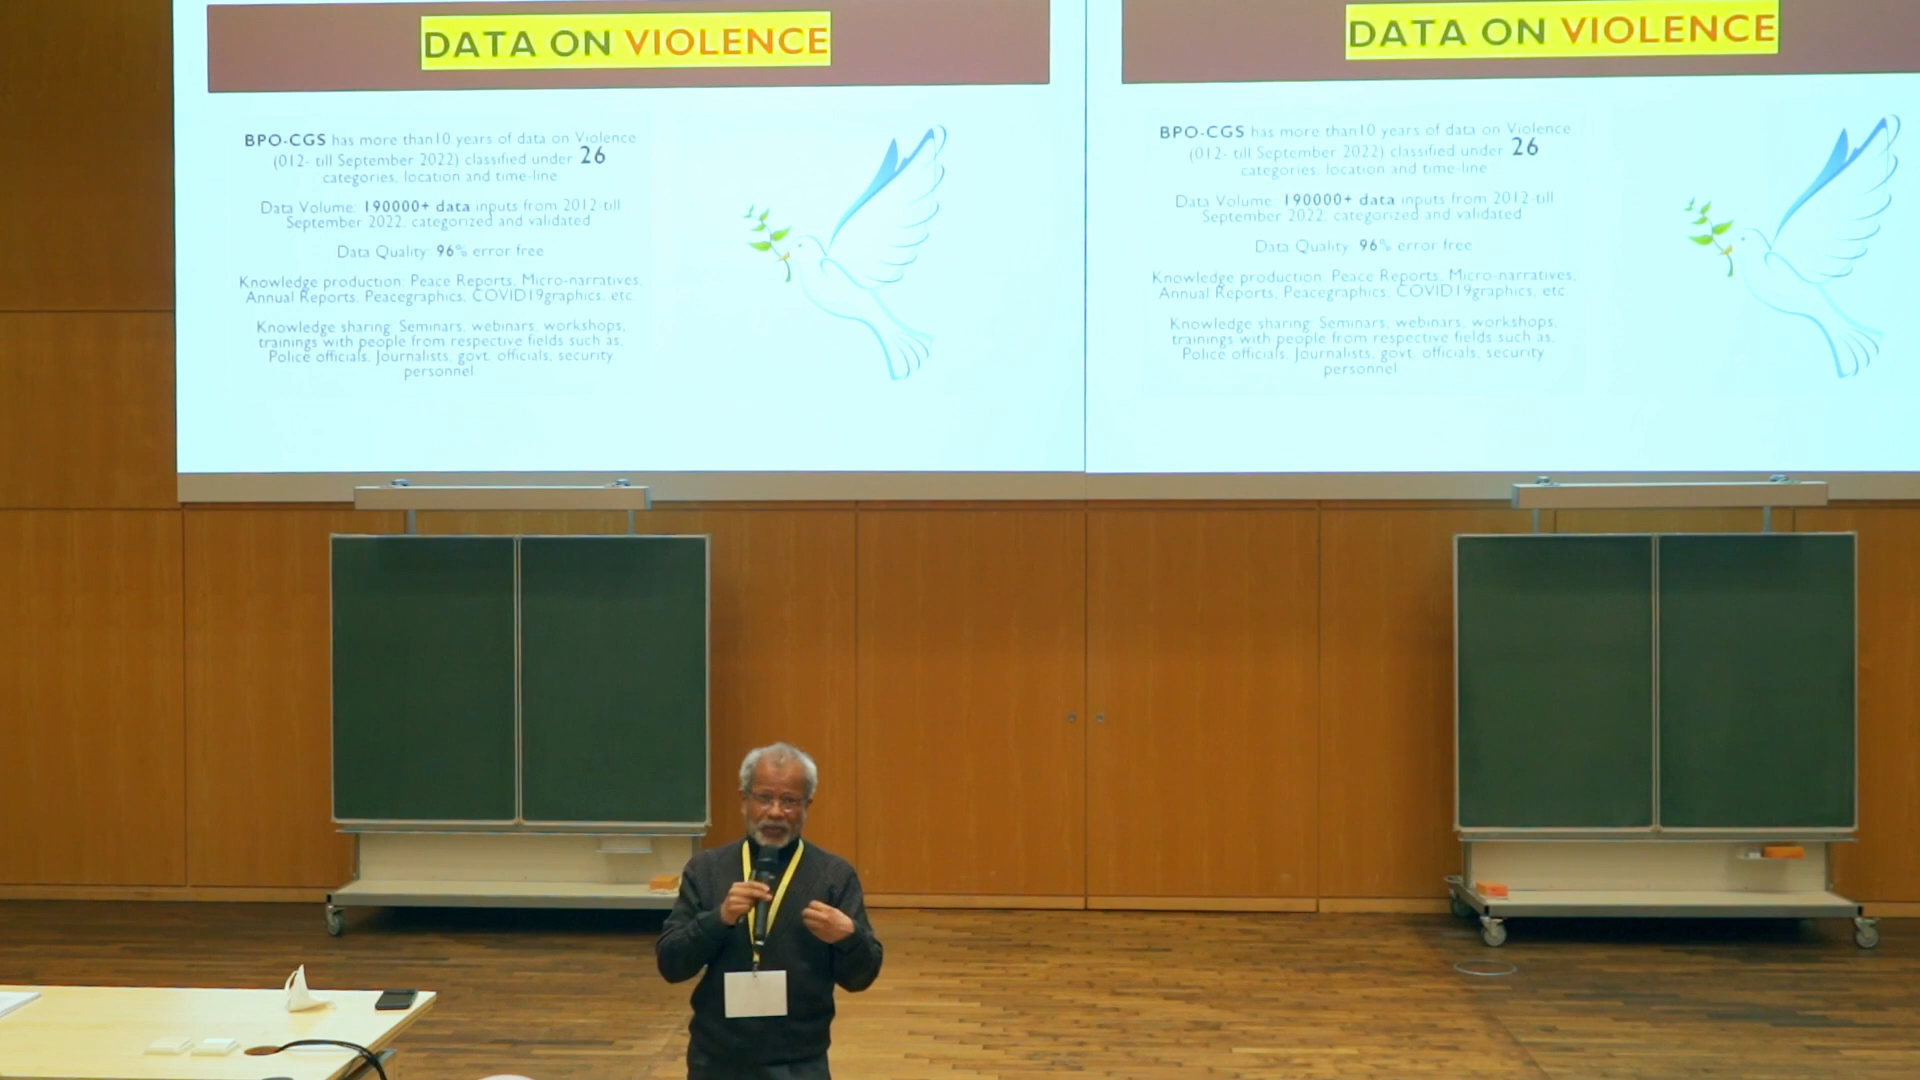 DATA ON VIOLENCE
BPO-CGS has more than10 years of data on Violence
(012- till September 2022) classified under 26
categories, location and time-line
Data Volume: 190000+ data inputs from 2012-till
September 2022, categorized and validated
Data Quality: 96% error free
Knowledge production: Peace Reports, Micro-narratives,
Annual Reports, Peacegraphics, COVID19graphics, etc
Knowledge sharing: Seminars, webinars, workshops,
trainings with people from respective fields such as,
Police officials, Journalists, govt. officials, security
personnel
DATA ON VIOLENCE
BPO-CGS has more than10 years of data on Violence
(012- till September 2022) classified under 26
categories, location and time-line
Data Volume: 190000+ data inputs from 2012-till
September 2022, categorized and validated
Data Quality: 96% error free
Knowledge production: Peace Reports, Micro-narratives,
Annual Reports, Peacegraphics, COVID19graphics, etc
Knowledge sharing: Seminars, webinars, workshops,
trainings with people from respective fields such as,
Police officials, Journalists, govt. officials, security
personnel